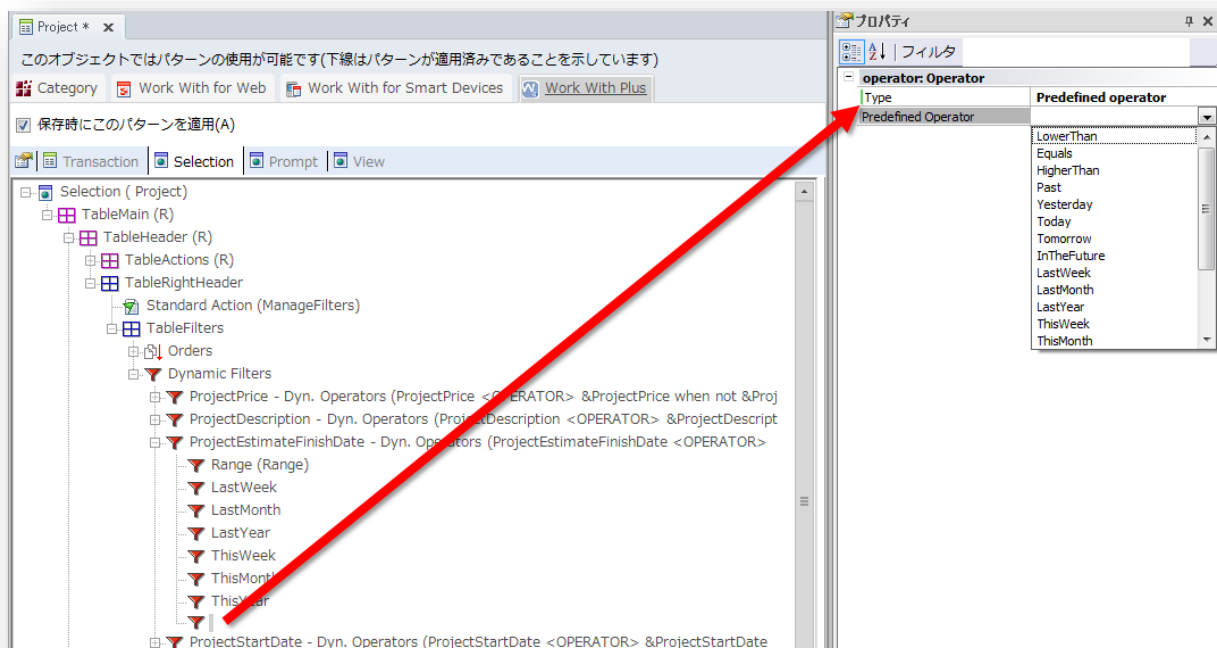 Project *
このオブジェクトではパターンの使用が可能です(下線はパターンが適用済みであることを示しています)
Category
Work With for Web
Work With for Smart Devices
Work With Plus
保存時にこのパターンを適用(A)
Transaction
Selection
Prompt
View
Selection ( Project)
TableMain (R)
TableHeader (R)
TableActions (R)
TableRightHeader
Standard Action (ManageFilters)
TableFilters
Orders
Dynamic Filters
ProjectPrice - Dyn. Operators (ProjectPrice <OPERATOR> &ProjectPrice when not &Proj
ProjectDescription - Dyn. Operators (ProjectDescription <OPERATOR> &ProjectDescript
ProjectEstimateFinishDate - Dyn. Operators (ProjectEstimateFinishDate <OPERATOR>
Range (Range)
LastWeek
LastMonth
LastYear
ThisWeek
ThisMonth
ThisYear
ProjectStartDate - Dyn. Operators (ProjectStartDate <OPERATOR> &ProjectStartDate
プロパティ
フィルタ
operator: Operator
Type Predefined operator
Predefined Operator
LowerThan
Equals
HigherThan
Past
Yesterday
Today
Tomorrow
InTheFuture
LastWeek
LastMonth
LastYear
ThisWeek
ThisMonth